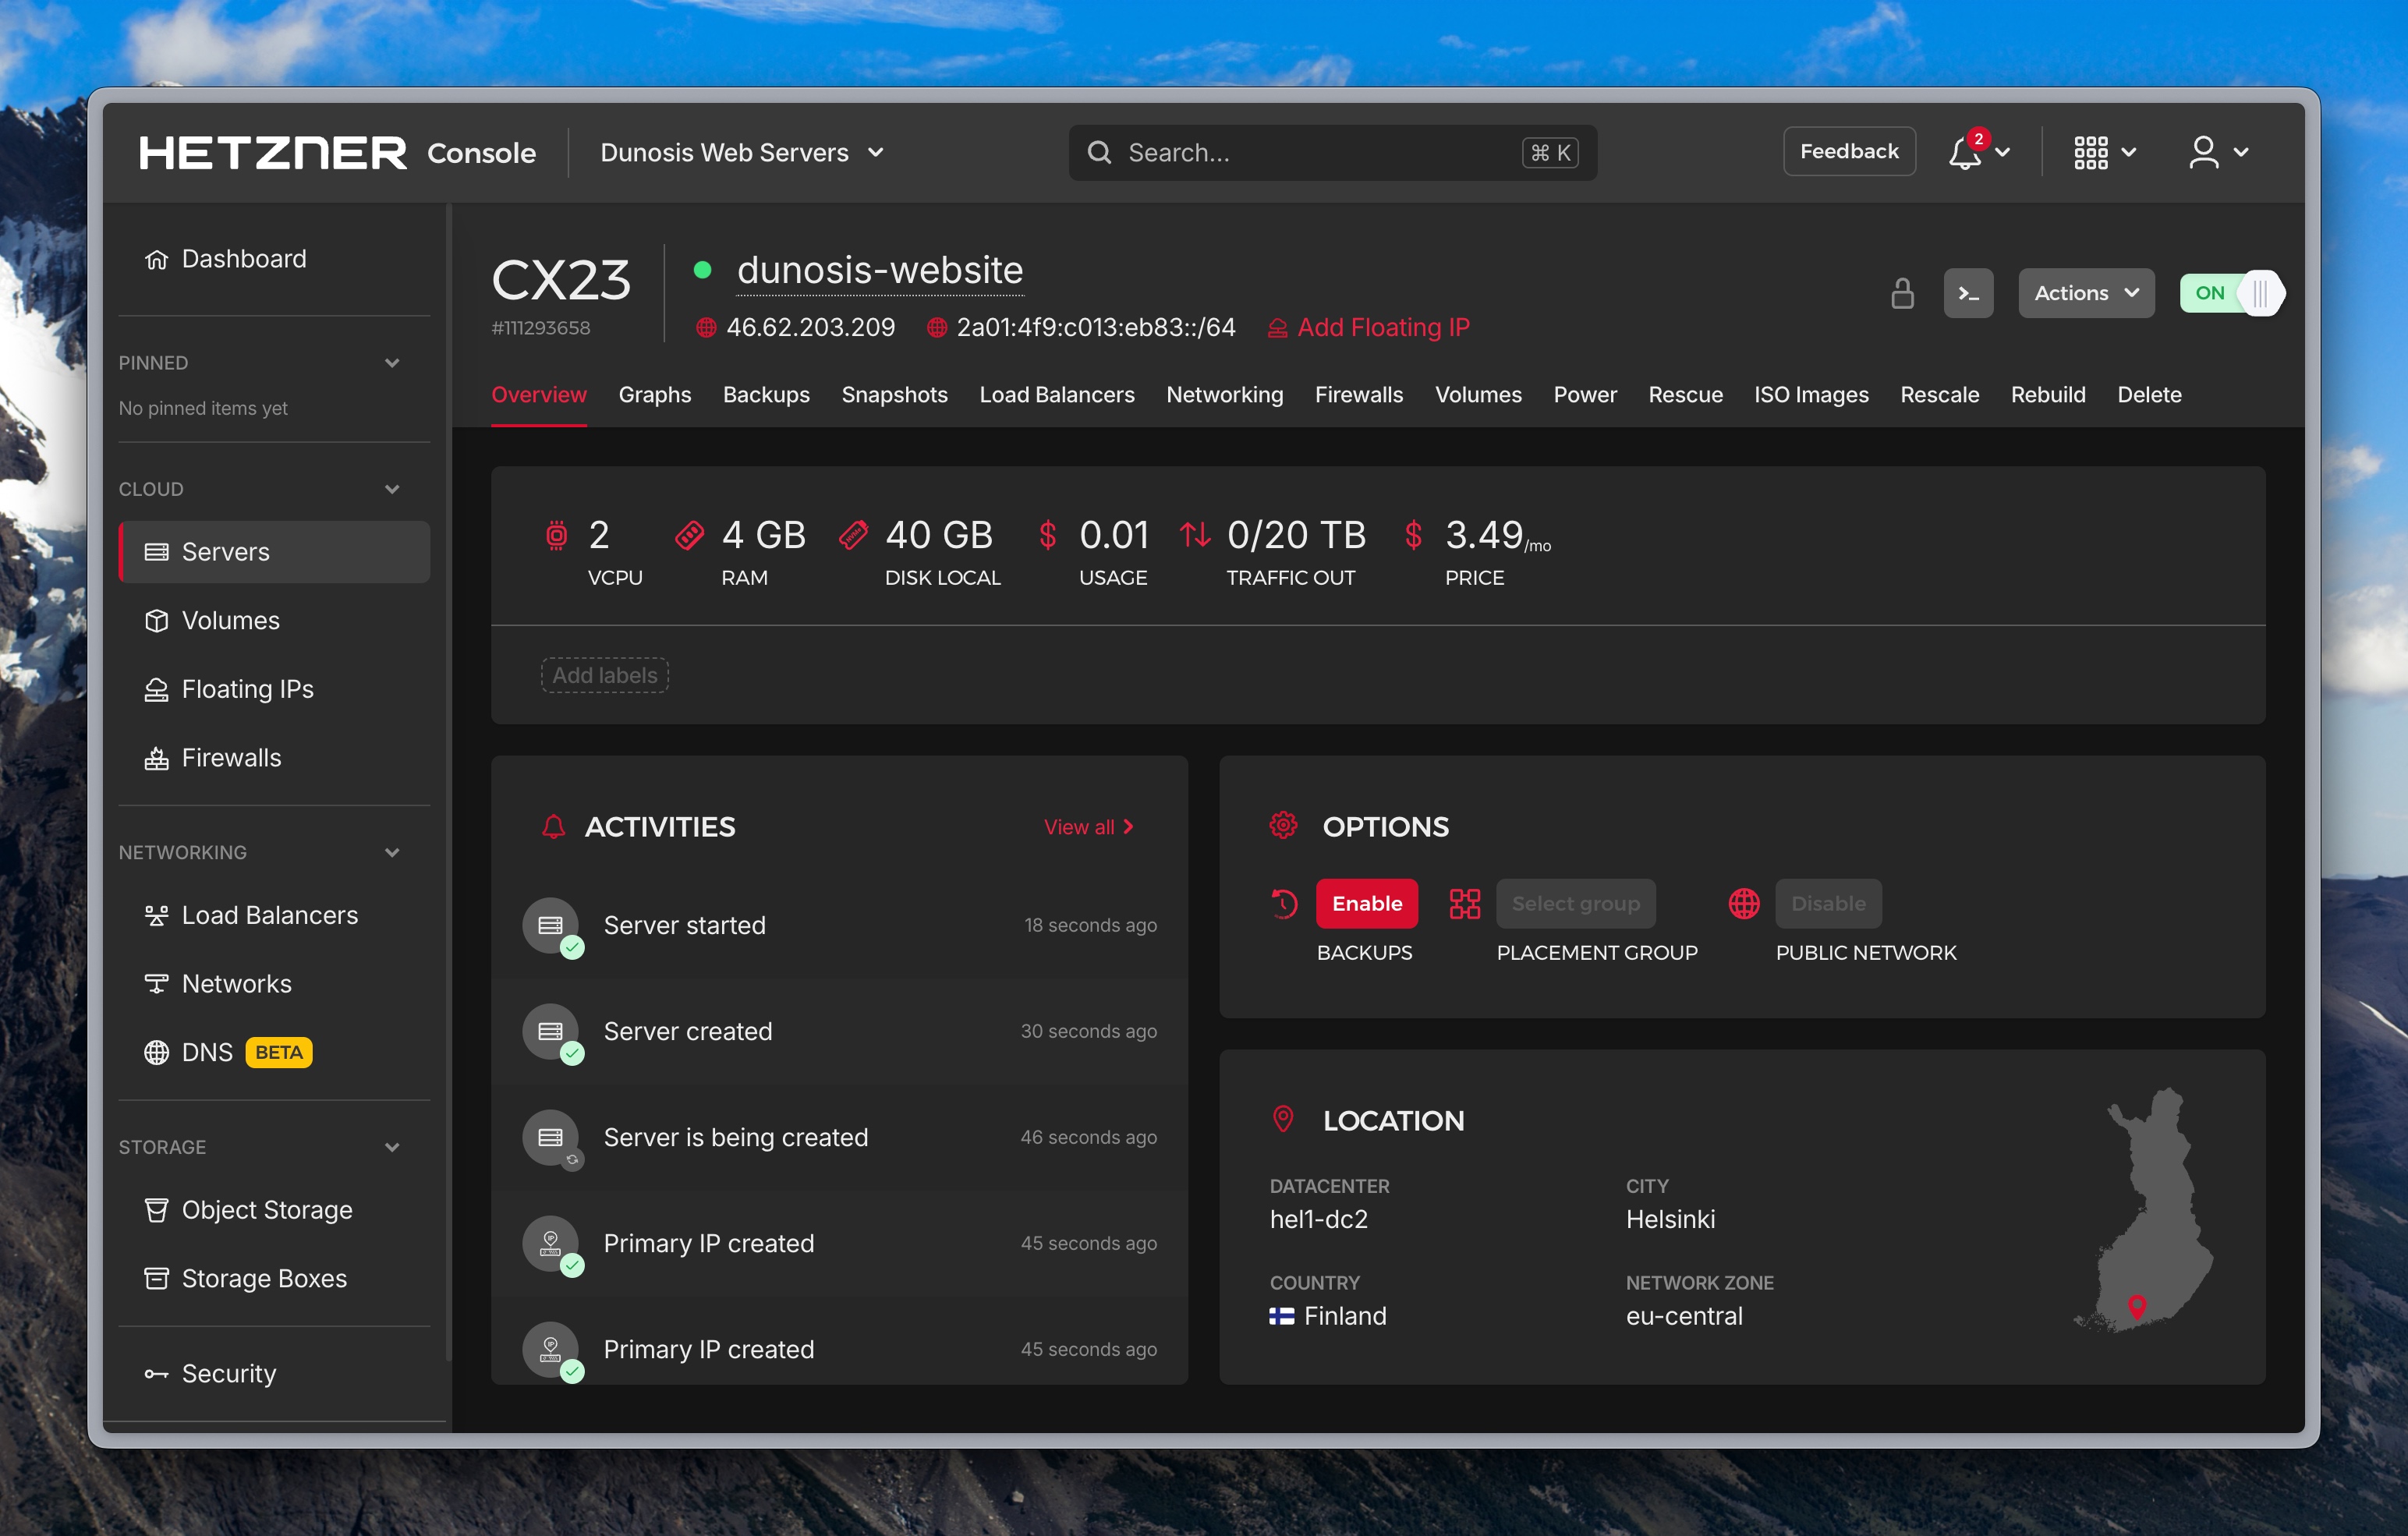 HETZNER Console
Dunosis Web Servers
Search...
⌘ K
Feedback
2
Dashboard
PINNED
No pinned items yet
CLOUD
Servers
Volumes
Floating IPs
Firewalls
NETWORKING
Load Balancers
Networks
DNS BETA
STORAGE
Object Storage
Storage Boxes
Security
CX23
#111293658
dunosis-website
46.62.203.209 2a01:4f9:c013:eb83::/64 Add Floating IP
>_
Actions
ON
Overview Graphs Backups Snapshots Load Balancers Networking Firewalls Volumes Power Rescue ISO Images Rescale Rebuild Delete
2 4 GB 40 GB $ 0.01 0/20 TB $ 3.49/mo
VCPU RAM DISK LOCAL USAGE TRAFFIC OUT PRICE
Add labels
ACTIVITIES
View all
Server started 18 seconds ago
Server created 30 seconds ago
Server is being created 46 seconds ago
Primary IP created 45 seconds ago
Primary IP created 45 seconds ago
OPTIONS
Enable Select group Disable
BACKUPS PLACEMENT GROUP PUBLIC NETWORK
LOCATION
DATACENTER CITY
hel1-dc2 Helsinki
COUNTRY NETWORK ZONE
Finland eu-central